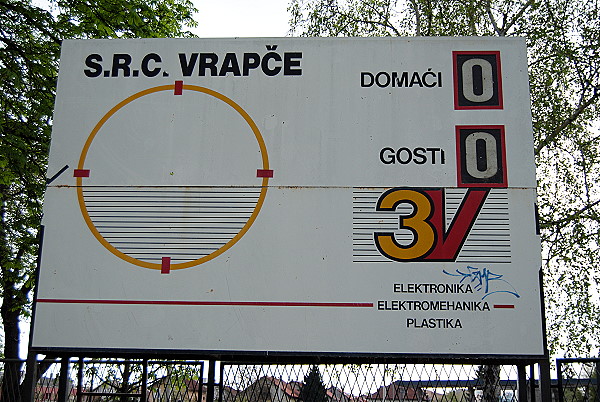 S.R.C. VRAPČE
DOMAĆI 0
GOSTI 0
3V
ELEKTRONIKA
ELEKTROMEHANIKA
PLASTIKA